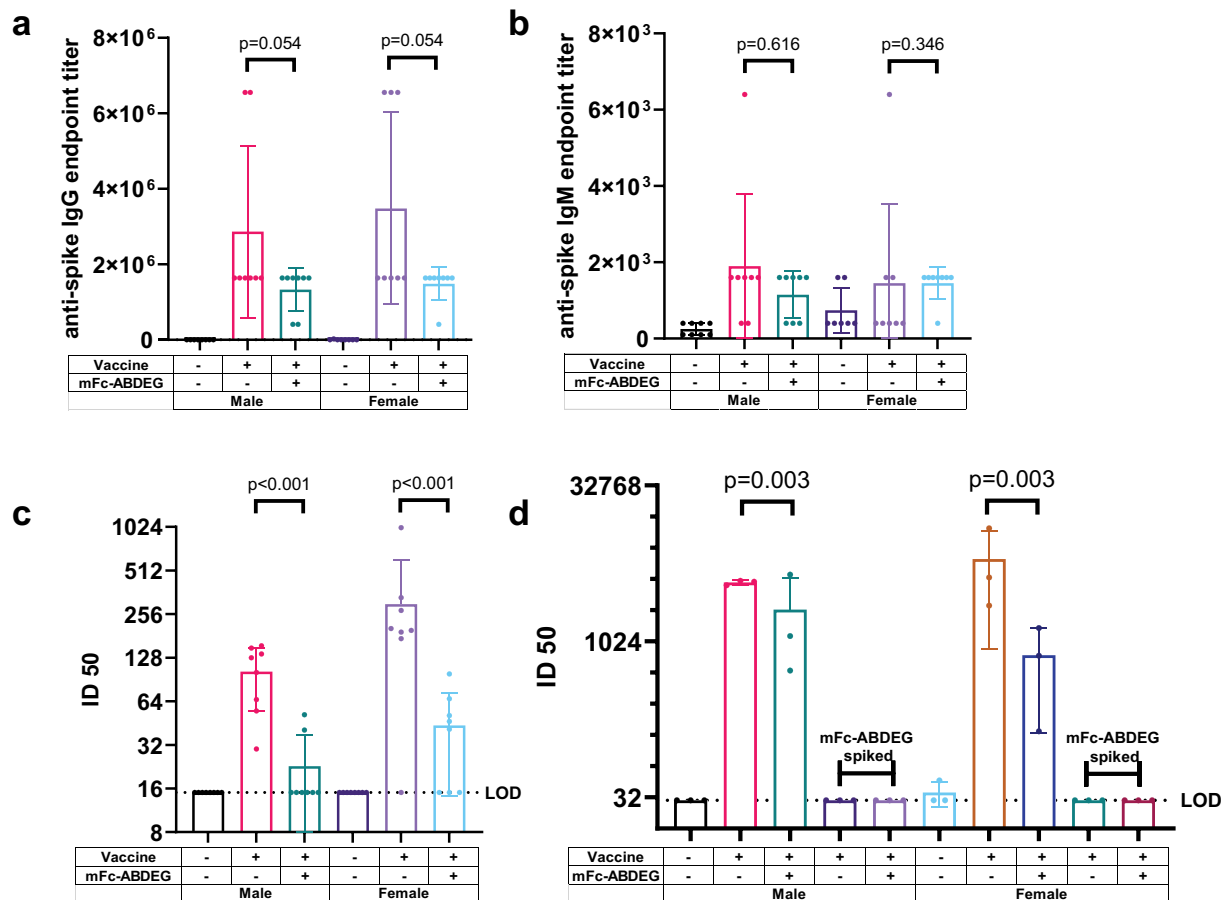 a
anti-spike IgG endpoint titer
8×10⁶
6×10⁶
4×10⁶
2×10⁶
0
p=0.054
p=0.054
Vaccine - + + - + +
mFc-ABDEG - - + - - +
Male Female
b
anti-spike IgM endpoint titer
8×10³
6×10³
4×10³
2×10³
0
p=0.616
p=0.346
Vaccine - + + - + +
mFc-ABDEG - - + - - +
Male Female
c
ID 50
1024
512
256
128
64
32
16
8
p<0.001
p<0.001
LOD
Vaccine - + + - + +
mFc-ABDEG - - + - - +
Male Female
d
ID 50
32768
1024
32
p=0.003
p=0.003
mFc-ABDEG
spiked
mFc-ABDEG
spiked
LOD
Vaccine - + + + + - + + + +
mFc-ABDEG - - + - + - - + - +
Male Female